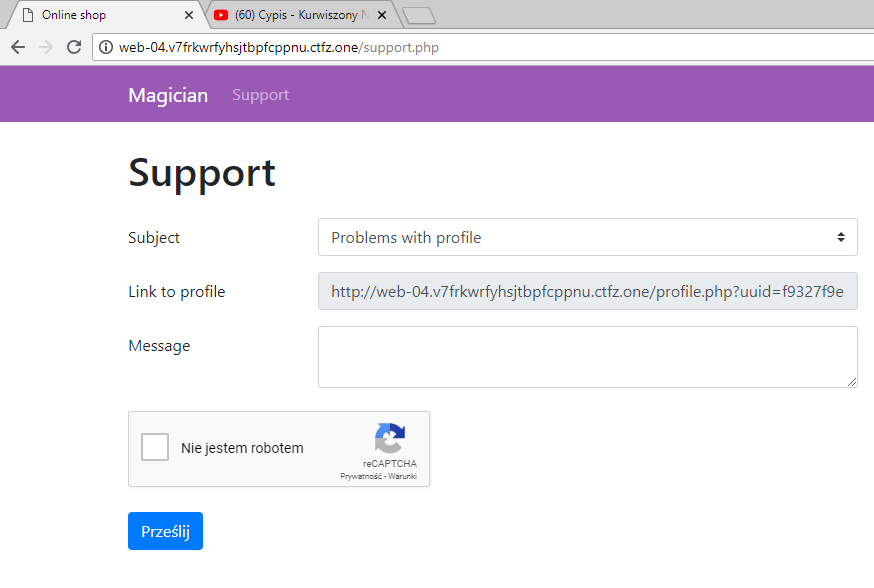 Online shop
(60) Cypis - Kurwiszony
web-04.v7frkwrfyhsjtbpfcppnu.ctfz.one/support.php
Magician Support
Support
Subject Problems with profile
Link to profile http://web-04.v7frkwrfyhsjtbpfcppnu.ctfz.one/profile.php?uuid=f9327f9e
Message
Nie jestem robotem
reCAPTCHA
Prywatność - Warunki
Prześlij